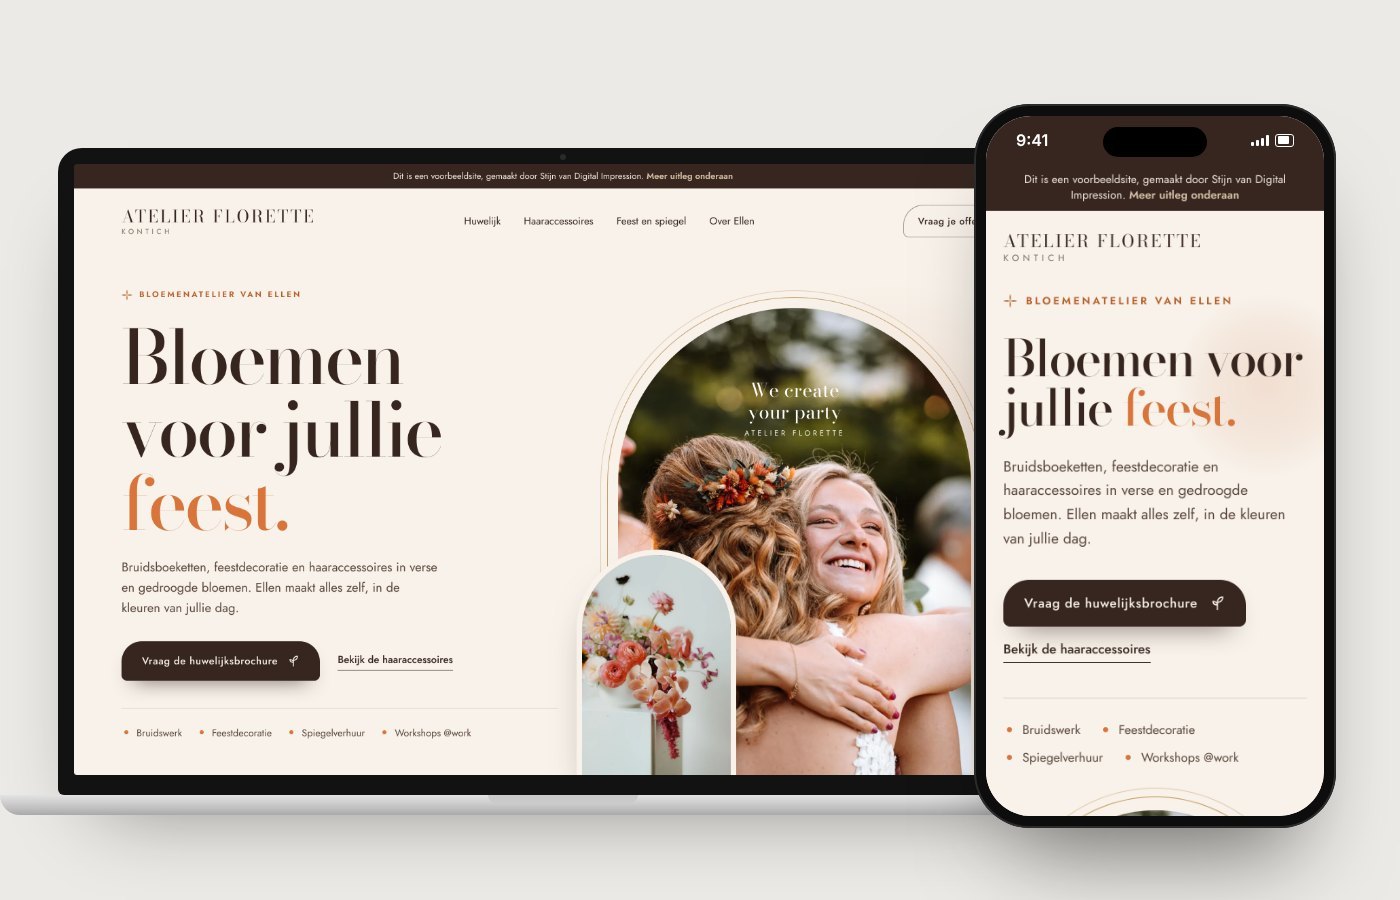 Dit is een voorbeeldsite, gemaakt door Stijn van Digital Impression. Meer uitleg onderaan
ATELIER FLORETTE
KONTICH
Huwelijk Haaraccessoires Feest en spiegel Over Ellen
Vraag je offe
BLOEMENATELIER VAN ELLEN
Bloemen
voor jullie
feest.
Bruidsboeketten, feestdecoratie en haaraccessoires in verse
en gedroogde bloemen. Ellen maakt alles zelf, in de
kleuren van jullie dag.
Vraag de huwelijksbrochure
Bekijk de haaraccessoires
Bruidswerk Feestdecoratie Spiegelverhuur Workshops @work
We create
your party
ATELIER FLORETTE
9:41
Dit is een voorbeeldsite, gemaakt door Stijn van Digital
Impression. Meer uitleg onderaan
ATELIER FLORETTE
KONTICH
BLOEMENATELIER VAN ELLEN
Bloemen voor
jullie feest.
Bruidsboeketten, feestdecoratie en
haaraccessoires in verse en gedroogde
bloemen. Ellen maakt alles zelf, in de kleuren
van jullie dag.
Vraag de huwelijksbrochure
Bekijk de haaraccessoires
Bruidswerk Feestdecoratie
Spiegelverhuur Workshops @work